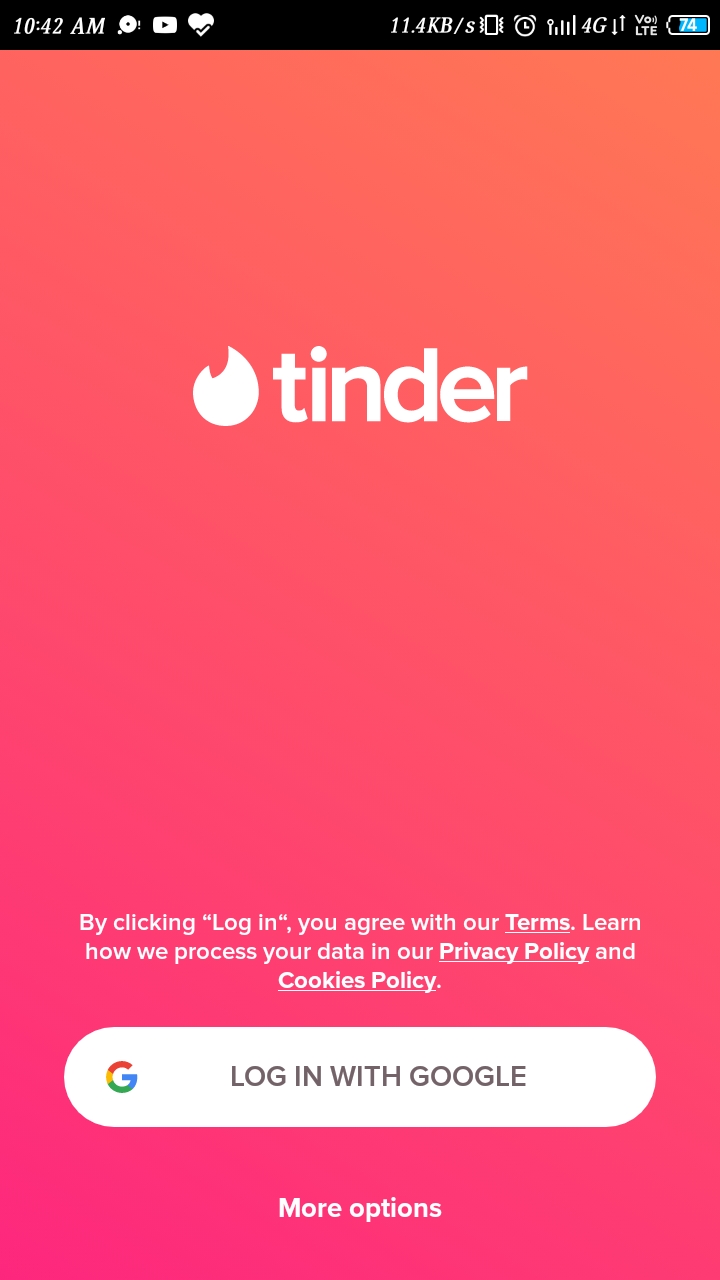 10:42 AM 11.4KB/s 4G Vo) LTE 74
tinder
By clicking “Log in“, you agree with our Terms. Learn
how we process your data in our Privacy Policy and
Cookies Policy.
LOG IN WITH GOOGLE
More options